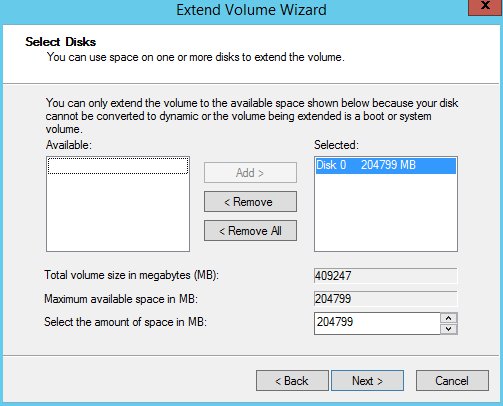 Extend Volume Wizard
x
Select Disks
You can use space on one or more disks to extend the volume.
You can only extend the volume to the available space shown below because your disk
cannot be converted to dynamic or the volume being extended is a boot or system
volume.
Available:
Selected:
Add >
Disk 0 204799 MB
< Remove
< Remove All
Total volume size in megabytes (MB):
409247
Maximum available space in MB:
204799
Select the amount of space in MB:
204799
< Back
Next >
Cancel